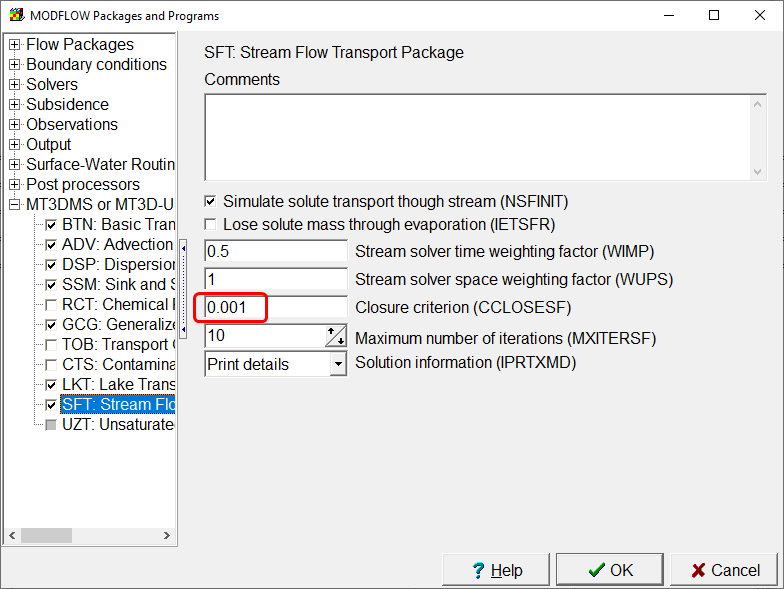 MODFLOW Packages and Programs
Flow Packages
Boundary conditions
Solvers
Subsidence
Observations
Output
Surface-Water Routin
Post processors
MT3DMS or MT3D-U
BTN: Basic Tran
ADV: Advection
DSP: Dispersion
SSM: Sink and S
RCT: Chemical R
GCG: Generalize
TOB: Transport O
CTS: Contamina
LKT: Lake Trans
SFT: Stream Flo
UZT: Unsaturate
SFT: Stream Flow Transport Package
Comments
Simulate solute transport though stream (NSFINIT)
Lose solute mass through evaporation (IETSFR)
0.5 Stream solver time weighting factor (WIMP)
1 Stream solver space weighting factor (WUPS)
0.001 Closure criterion (CCLOSESF)
10 Maximum number of iterations (MXITERSF)
Print details Solution information (IPRTXMD)
? Help OK Cancel